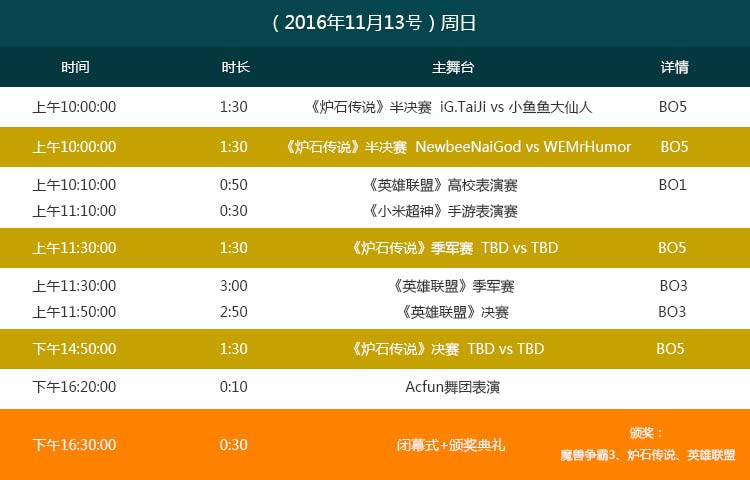 （2016年11月13号）周日
时间 时长 主舞台 详情
上午10:00:00 1:30 《炉石传说》半决赛 iG.TaiJi vs 小鱼鱼大仙人 BO5
上午10:00:00 1:30 《炉石传说》半决赛 NewbeeNaiGod vs WEMrHumor BO5
上午10:10:00 0:50 《英雄联盟》高校表演赛 BO1
上午11:10:00 0:30 《小米超神》手游表演赛
上午11:30:00 1:30 《炉石传说》季军赛 TBD vs TBD BO5
上午11:30:00 3:00 《英雄联盟》季军赛 BO3
上午11:50:00 2:50 《英雄联盟》决赛 BO3
下午14:50:00 1:30 《炉石传说》决赛 TBD vs TBD BO5
下午16:20:00 0:10 Acfun舞团表演
下午16:30:00 0:30 闭幕式+颁奖典礼 颁奖：
魔兽争霸3、炉石传说、英雄联盟